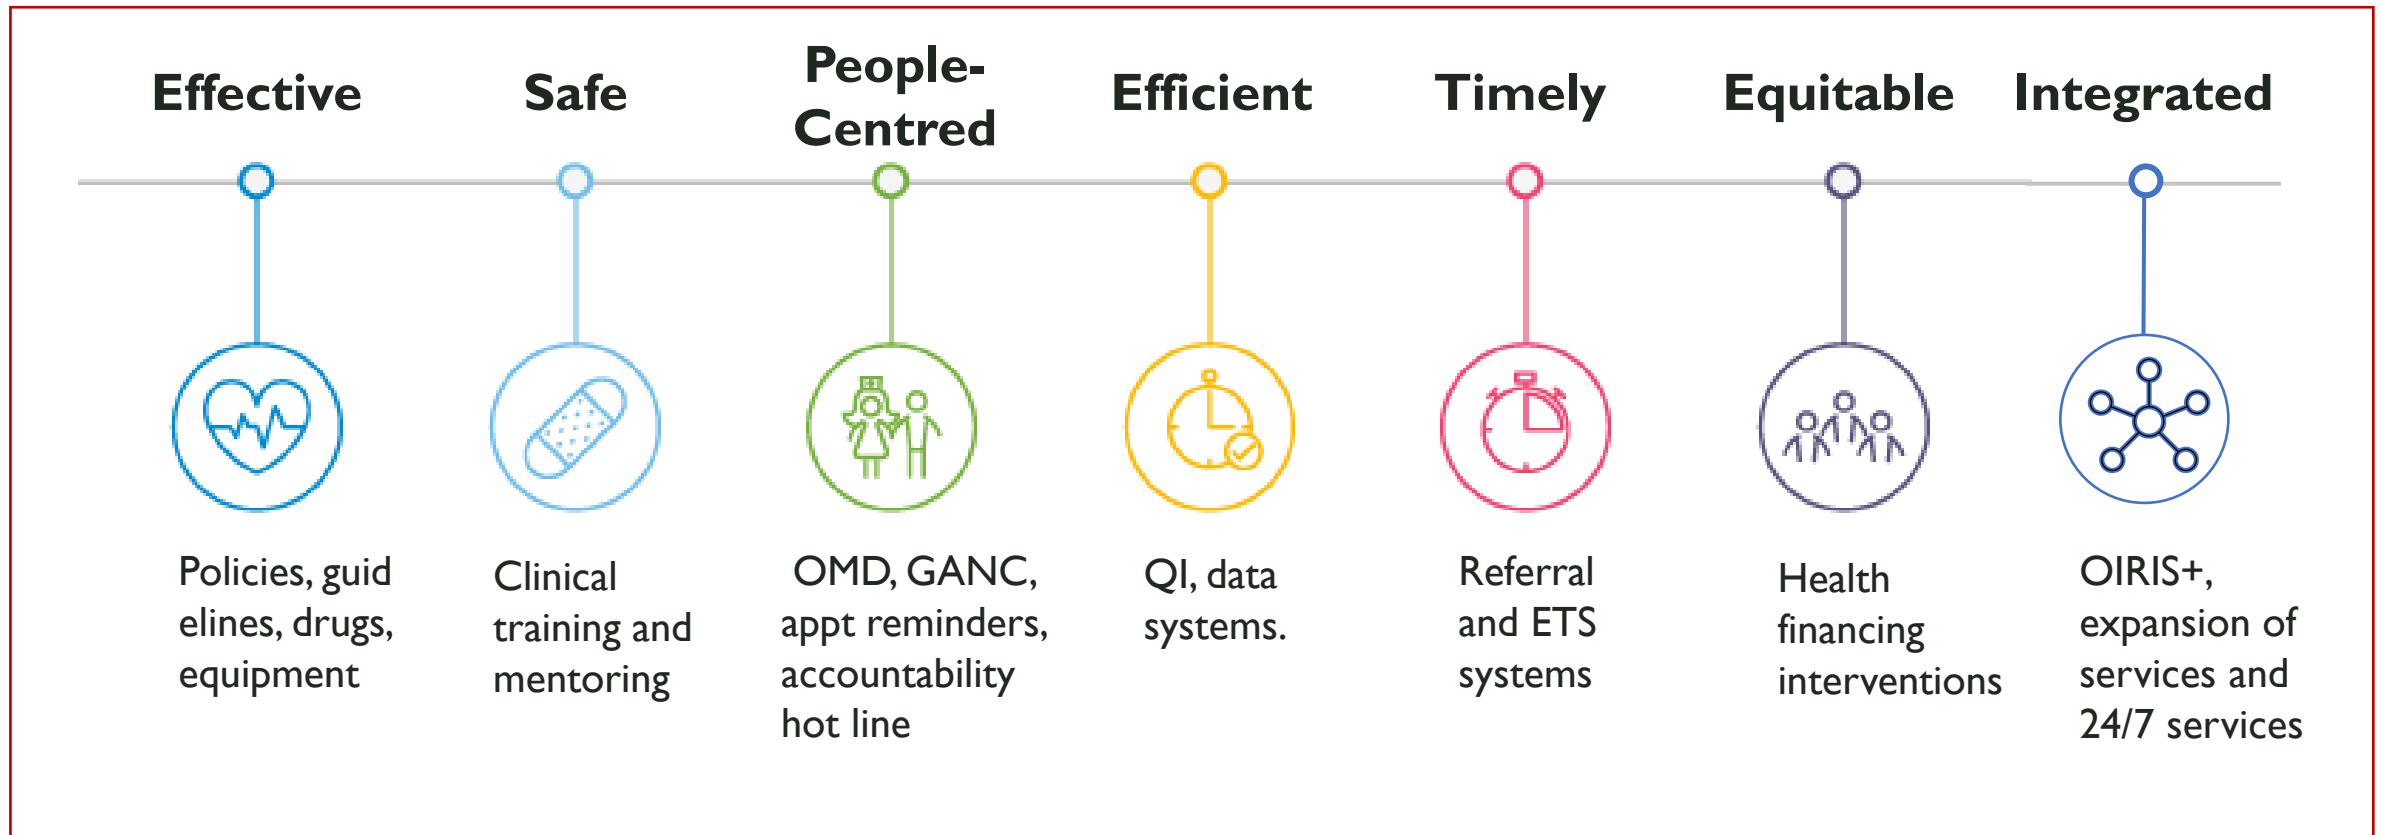 Effective
Safe
People-
Centred
Efficient
Timely
Equitable
Integrated
Policies, guid
elines, drugs,
equipment
Clinical
training and
mentoring
OMD, GANC,
appt reminders,
accountability
hot line
QI, data
systems.
Referral
and ETS
systems
Health
financing
interventions
OIRIS+,
expansion of
services and
24/7 services